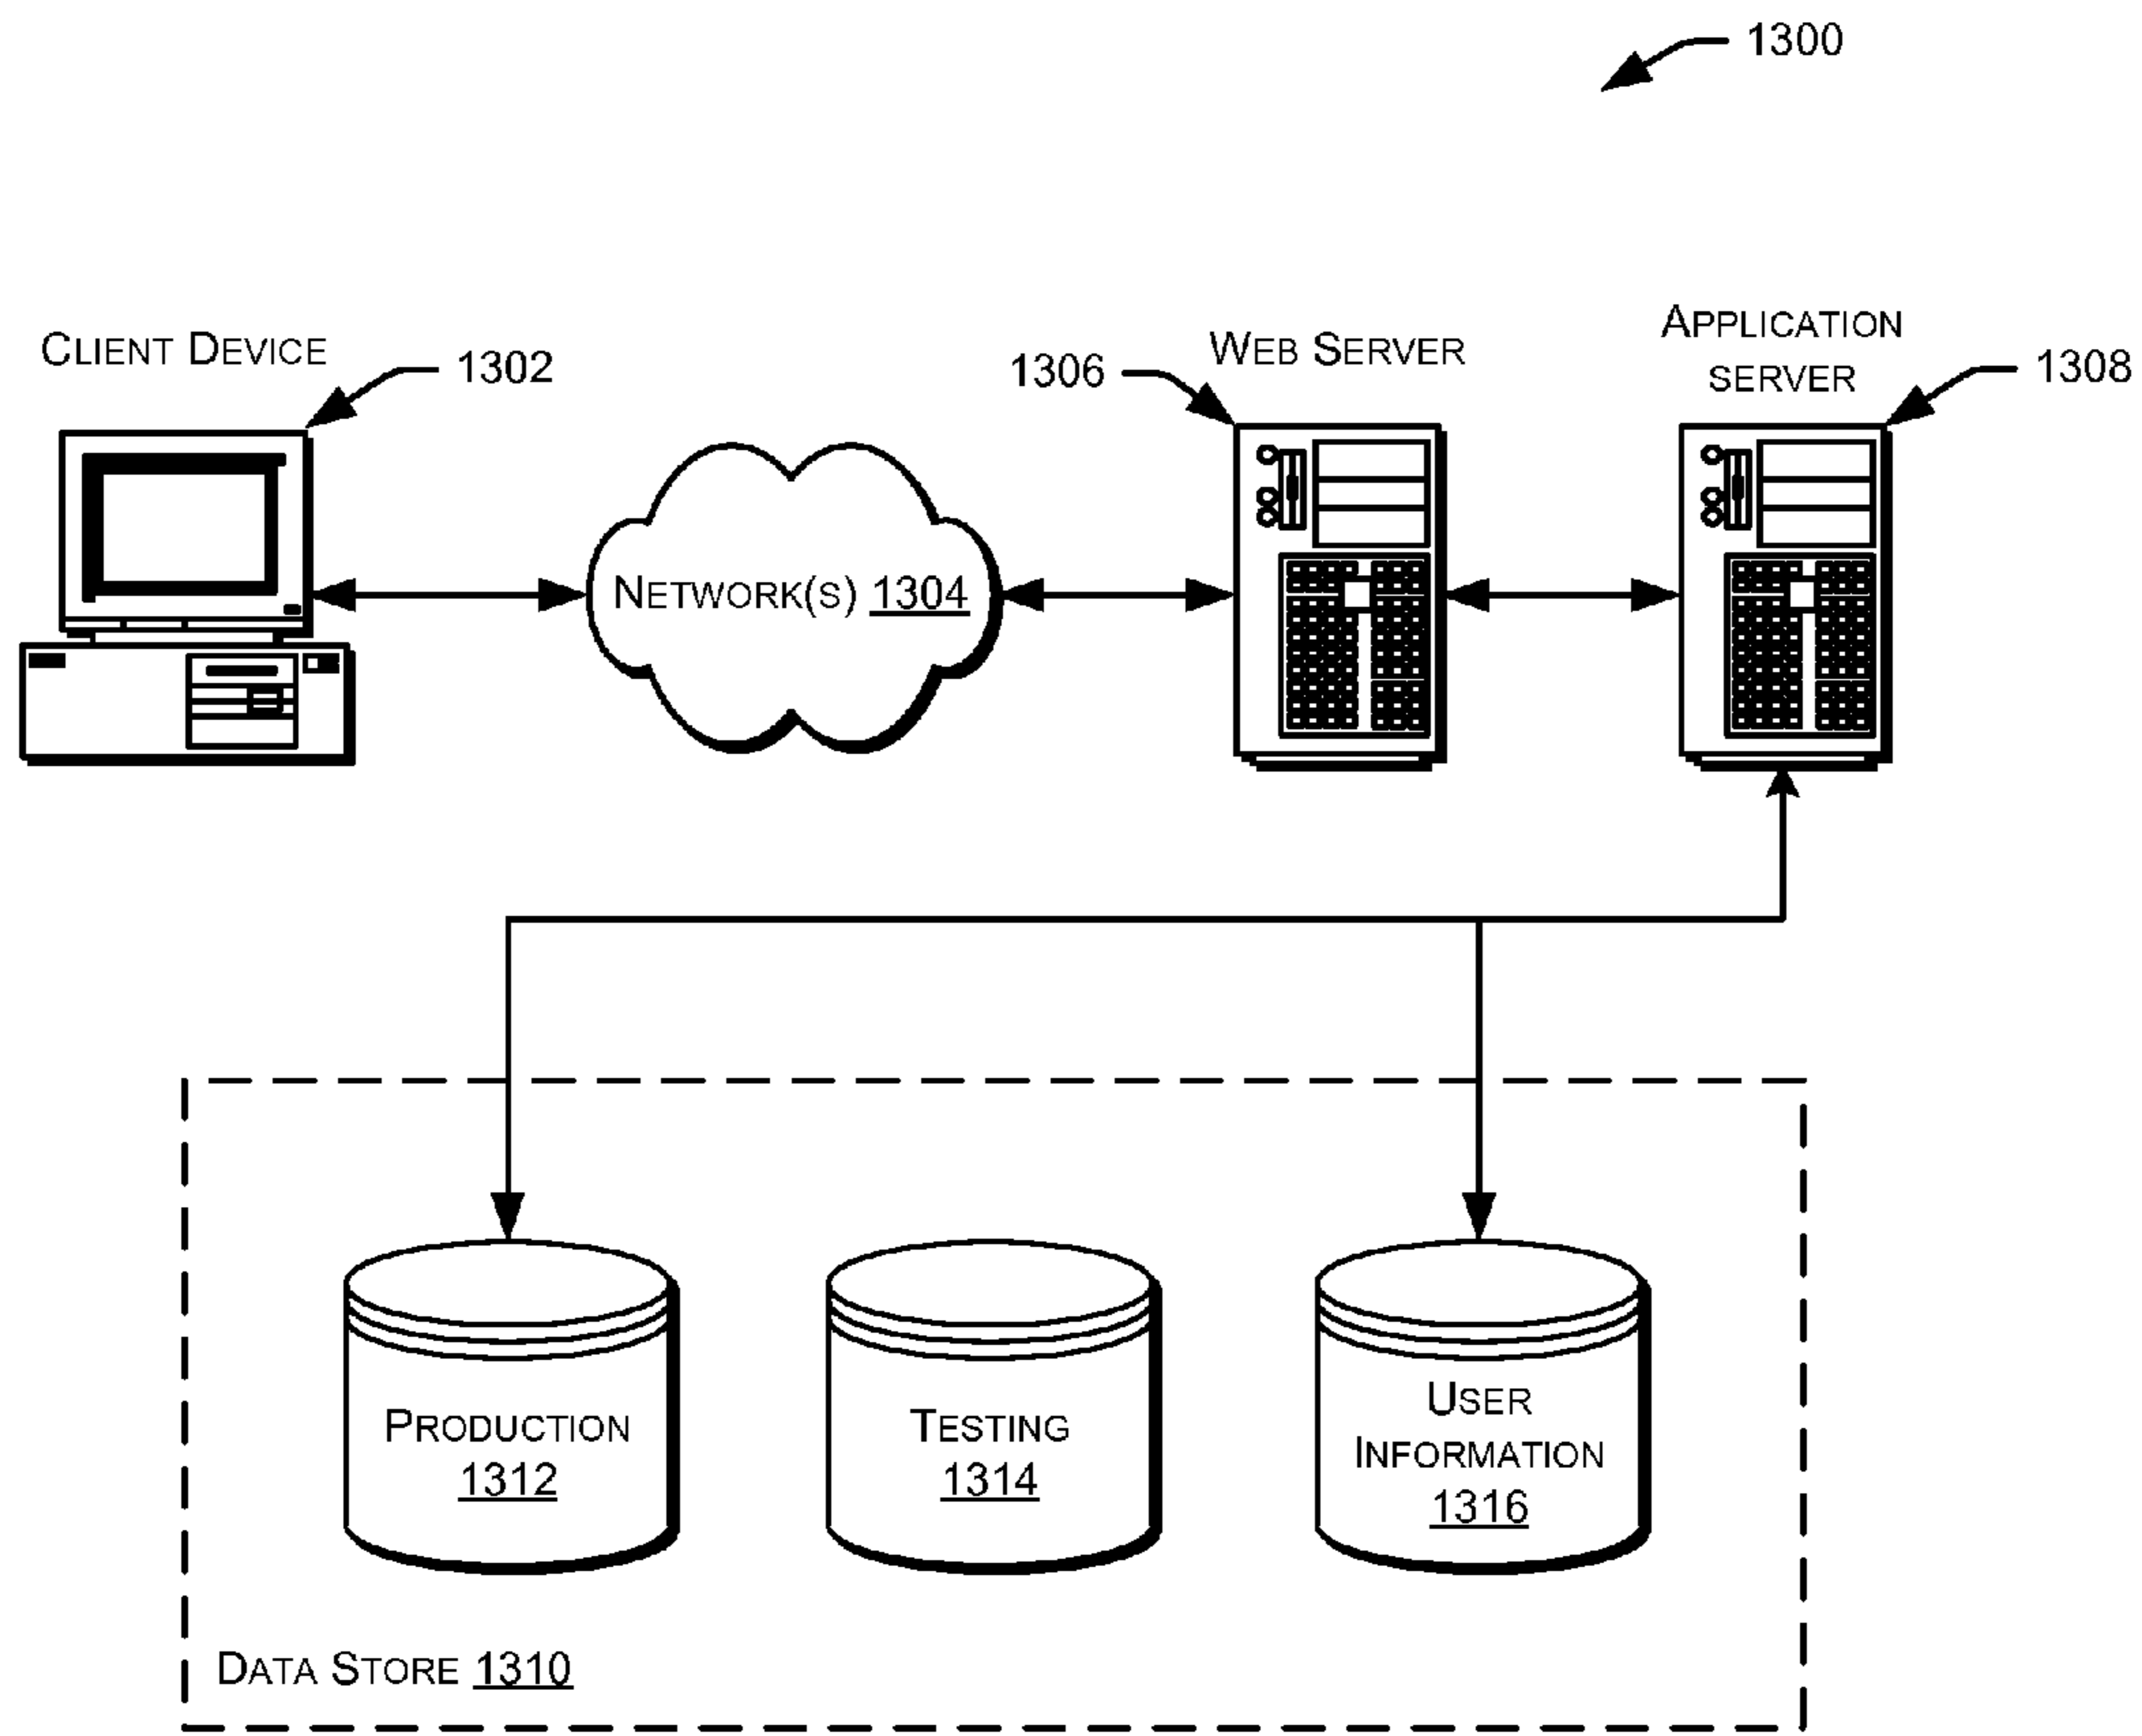 1300
CLIENT DEVICE
1302
1306
WEB SERVER
APPLICATION
SERVER
1308
NETWORK(S) 1304
PRODUCTION
1312
TESTING
1314
USER
INFORMATION
1316
DATA STORE 1310